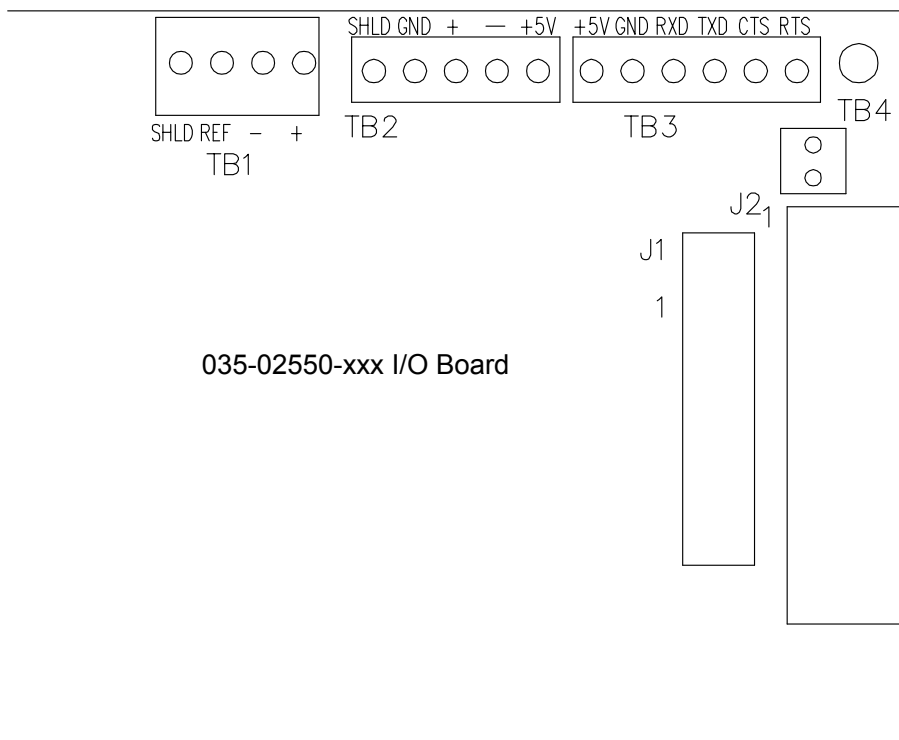 SHLD GND + — +5V +5V GND RXD TXD CTS RTS
TB2 TB3 TB4
SHLD REF – +
TB1
J2 1
J1
1
035-02550-xxx I/O Board